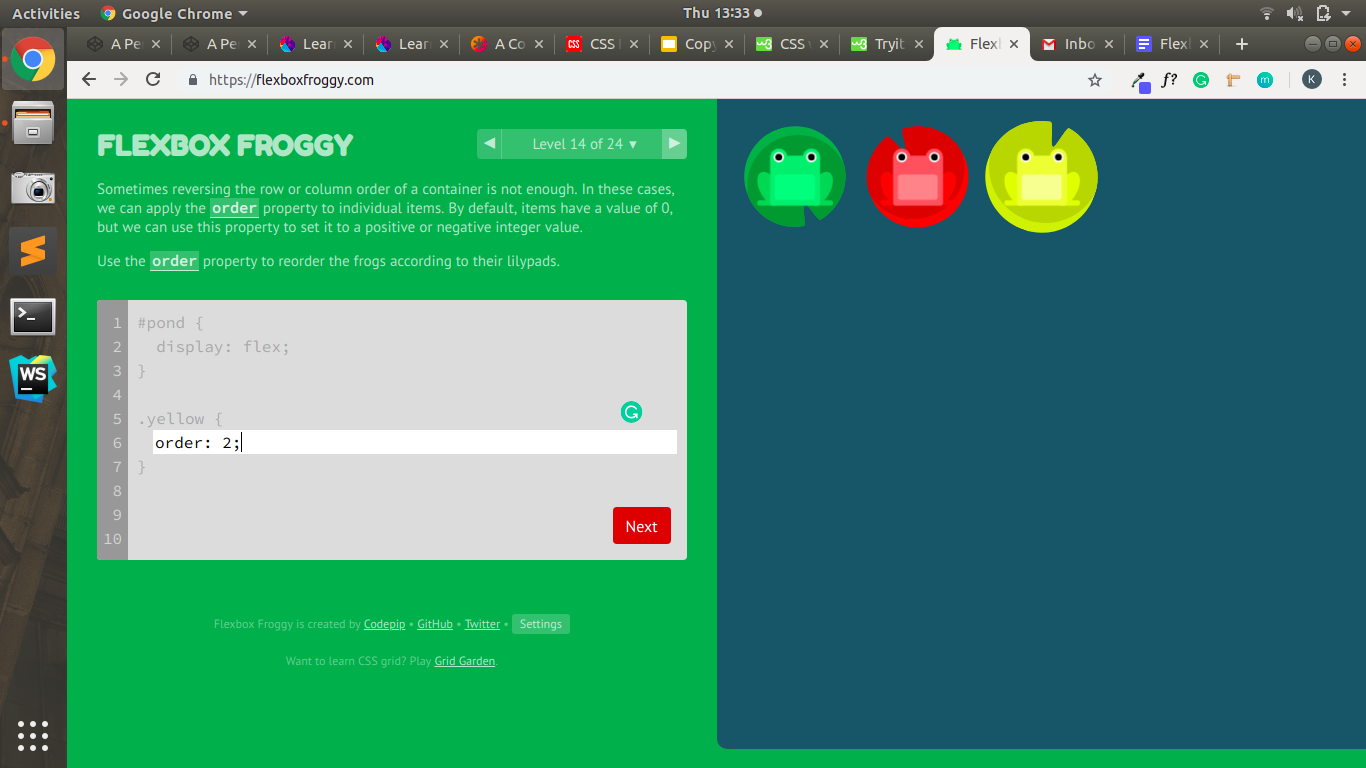 Activities Google Chrome Thu 13:33
A Pe A Pe Lear Lear A Co CSS Copy CSS Tryit Flex Inbo Flex
https://flexboxfroggy.com f? m K
FLEXBOX FROGGY
◀ Level 14 of 24 ▾ ▶
Sometimes reversing the row or column order of a container is not enough. In these cases,
we can apply the order property to individual items. By default, items have a value of 0,
but we can use this property to set it to a positive or negative integer value.
Use the order property to reorder the frogs according to their lilypads.
1 #pond {
2 display: flex;
3 }
4
5 .yellow {
6 order: 2;
7 }
8
9
10
Next
Flexbox Froggy is created by Codepip • GitHub • Twitter • Settings
Want to learn CSS grid? Play Grid Garden.
WS